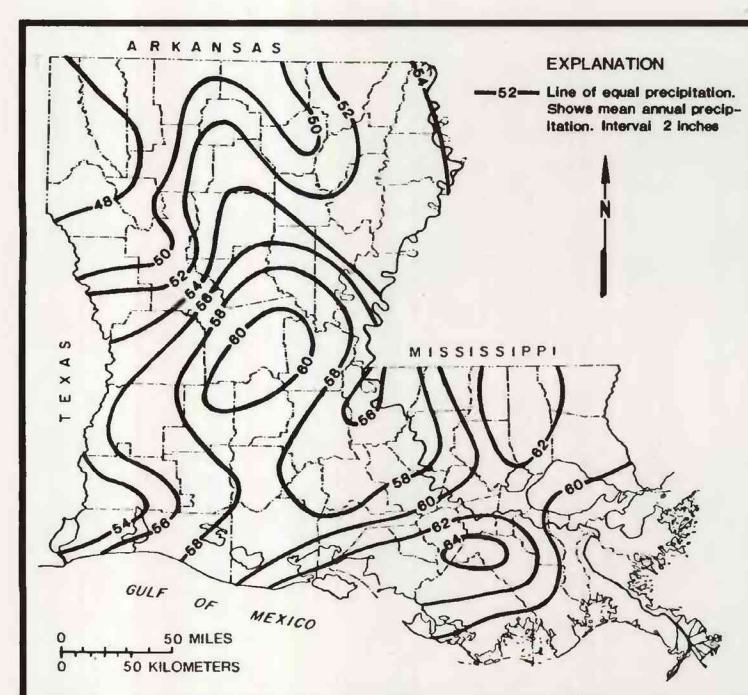 ARKANSAS
EXPLANATION
52 Line of equal precipitation.
Shows mean annual precip-
itation. Interval 2 inches
N
54
50
52
48
50
52
54
56
58
60
60
58
56
MISSISSIPPI
TEXAS
62
58
60
60
62
64
54
56
58
GULF OF MEXICO
0 50 MILES
0 50 KILOMETERS